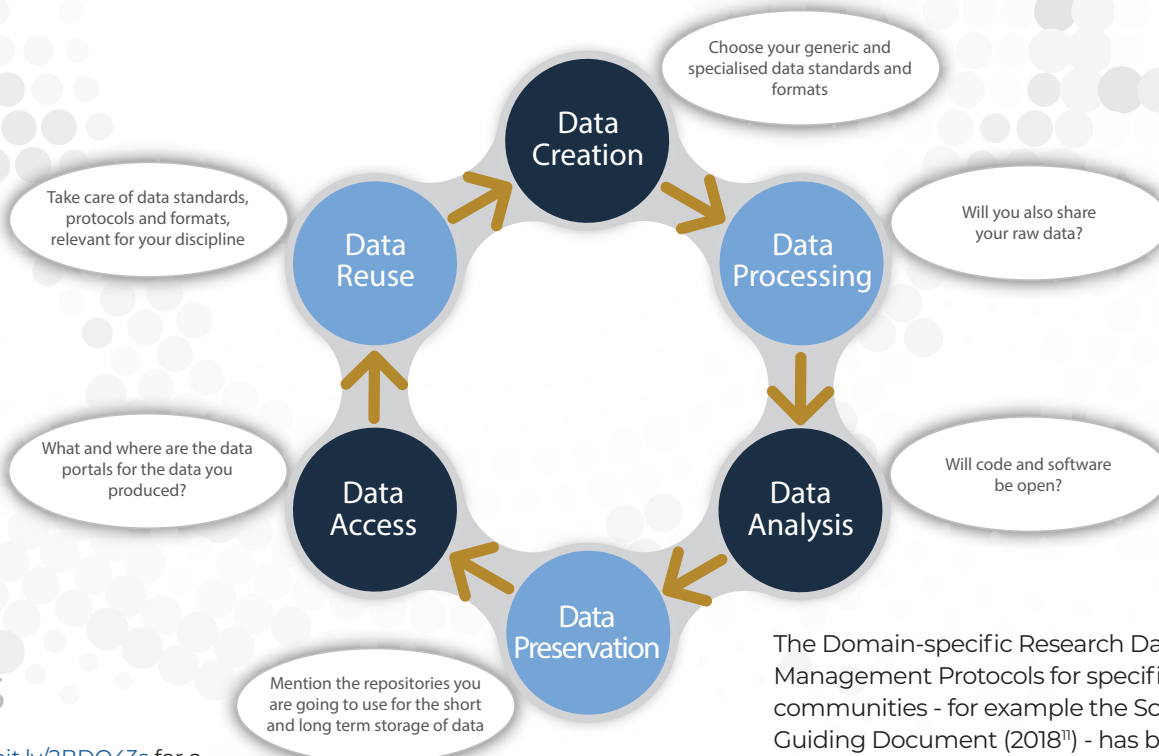 Choose your generic and
specialised data standards and
formats
Data
Creation
Take care of data standards,
protocols and formats,
relevant for your discipline
Data
Reuse
Data
Processing
Will you also share
your raw data?
What and where are the data
portals for the data you
produced?
Data
Access
Data
Analysis
Will code and software
be open?
Data
Preservation
Mention the repositories you
are going to use for the short
and long term storage of data
The Domain-specific Research Da
Management Protocols for specifi
communities - for example the Sc
Guiding Document (2018¹¹) - has b
for a